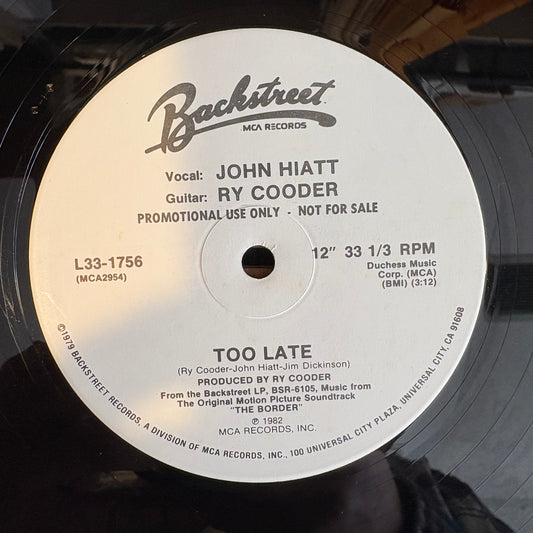 Backstreet
MCA RECORDS
Vocal: JOHN HIATT
Guitar: RY COODER
PROMOTIONAL USE ONLY - NOT FOR SALE
L33-1756
(MCA2954)
12" 33 1/3 RPM
Duchess Music
Corp. (MCA)
(BMI) (3:12)
TOO LATE
(Ry Cooder-John Hiatt-Jim Dickinson)
PRODUCED BY RY COODER
From the Backstreet LP, BSR-6105, Music from
The Original Motion Picture Soundtrack
"THE BORDER"
℗ 1982
MCA RECORDS, INC.
©1979 BACKSTREET RECORDS, A DIVISION OF MCA RECORDS, INC., 100 UNIVERSAL CITY PLAZA, UNIVERSAL CITY, CA 91608